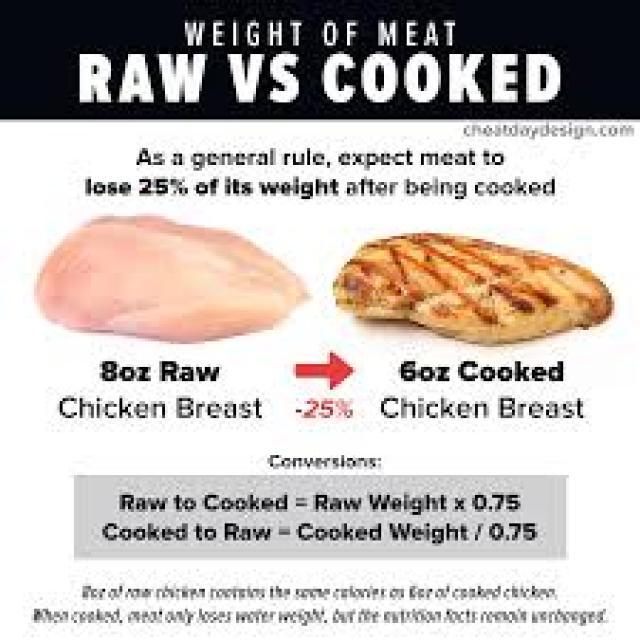 WEIGHT OF MEAT
RAW VS COOKED
cheatdaydesign.com
As a general rule, expect meat to
lose 25% of its weight after being cooked
8oz Raw
Chicken Breast
-25%
6oz Cooked
Chicken Breast
Conversions:
Raw to Cooked = Raw Weight x 0.75
Cooked to Raw = Cooked Weight / 0.75
8oz of raw chicken contains the same calories as 6oz of cooked chicken.
When cooked, meat only loses water weight, but the nutrition facts remain unchanged.